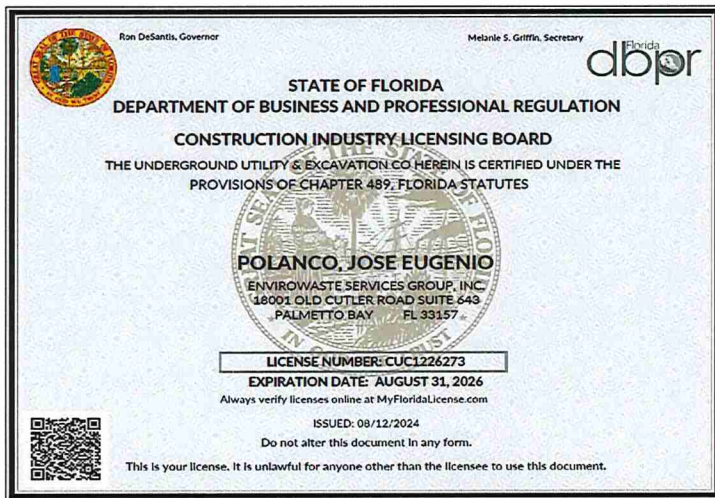 Ron DeSantis, Governor
Melanie S. Griffin, Secretary
Florida
dbpr
STATE OF FLORIDA
DEPARTMENT OF BUSINESS AND PROFESSIONAL REGULATION
CONSTRUCTION INDUSTRY LICENSING BOARD
THE UNDERGROUND UTILITY & EXCAVATION CO HEREIN IS CERTIFIED UNDER THE
PROVISIONS OF CHAPTER 489, FLORIDA STATUTES
POLANCO, JOSE EUGENIO
ENVIROWASTE SERVICES GROUP, INC.
18001 OLD CUTLER ROAD SUITE 643
PALMETTO BAY FL 33157
LICENSE NUMBER: CUC1226273
EXPIRATION DATE: AUGUST 31, 2026
Always verify licenses online at MyFloridaLicense.com
ISSUED: 08/12/2024
Do not alter this document in any form.
This is your license. It is unlawful for anyone other than the licensee to use this document.